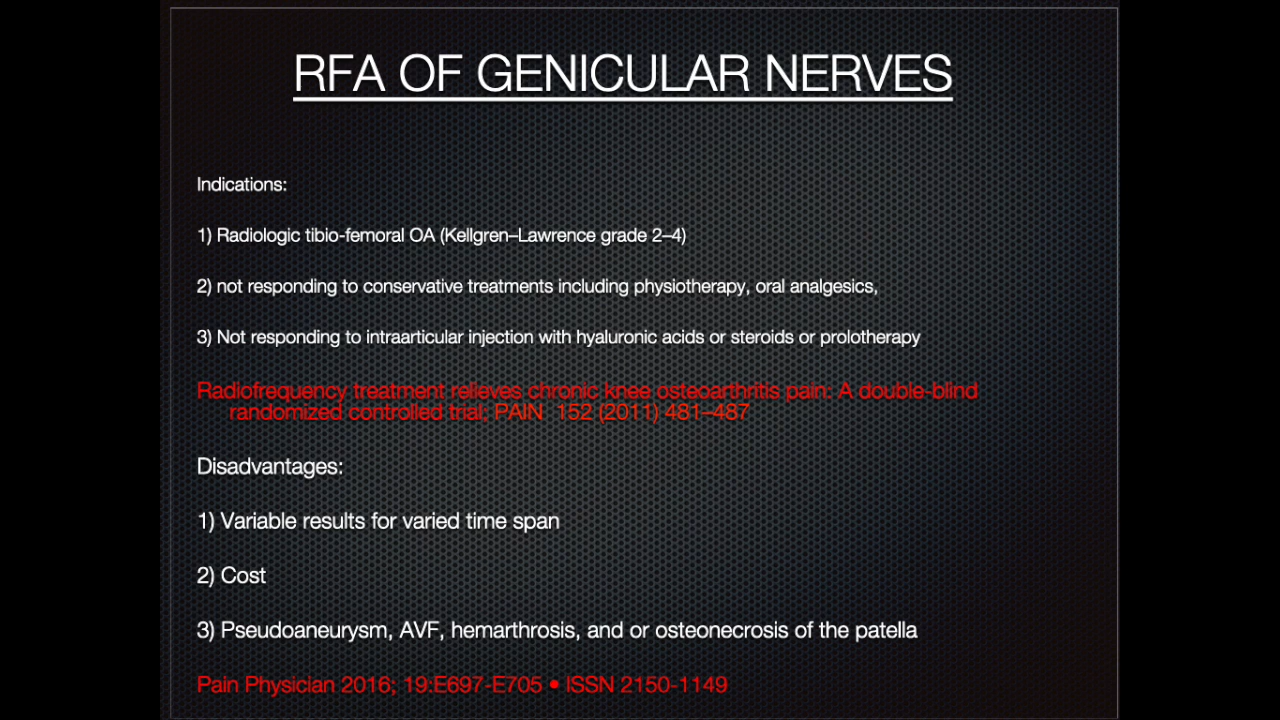 RFA OF GENICULAR NERVES
Indications:
1) Radiologic tibio-femoral OA (Kellgren–Lawrence grade 2–4)
2) not responding to conservative treatments including physiotherapy, oral analgesics,
3) Not responding to intraarticular injection with hyaluronic acids or steroids or prolotherapy
Radiofrequency treatment relieves chronic knee osteoarthritis pain: A double-blind
randomized controlled trial; PAIN 152 (2011) 481–487
Disadvantages:
1) Variable results for varied time span
2) Cost
3) Pseudoaneurysm, AVF, hemarthrosis, and or osteonecrosis of the patella
Pain Physician 2016; 19:E697-E705 • ISSN 2150-1149